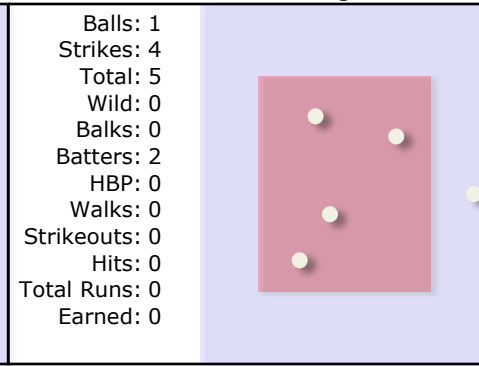 Balls: 1
Strikes: 4
Total: 5
Wild: 0
Balks: 0
Batters: 2
HBP: 0
Walks: 0
Strikeouts: 0
Hits: 0
Total Runs: 0
Earned: 0